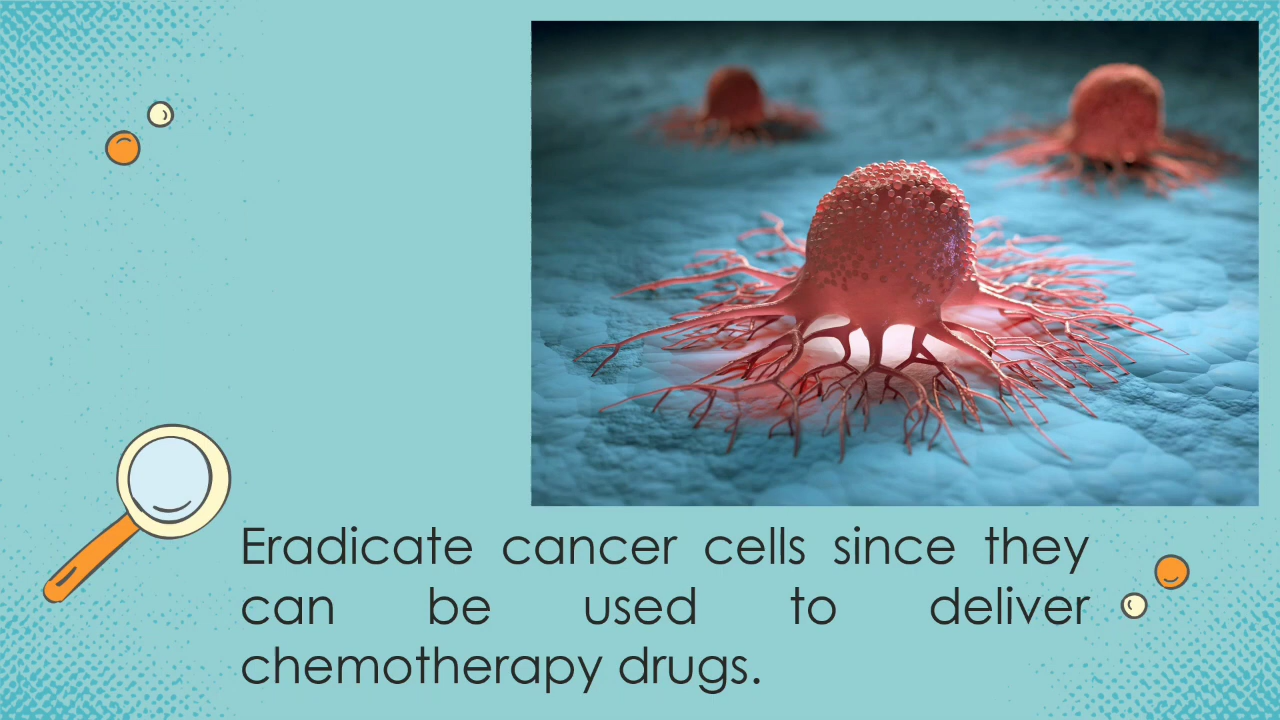 Eradicate cancer cells since they
can be used to deliver
chemotherapy drugs.